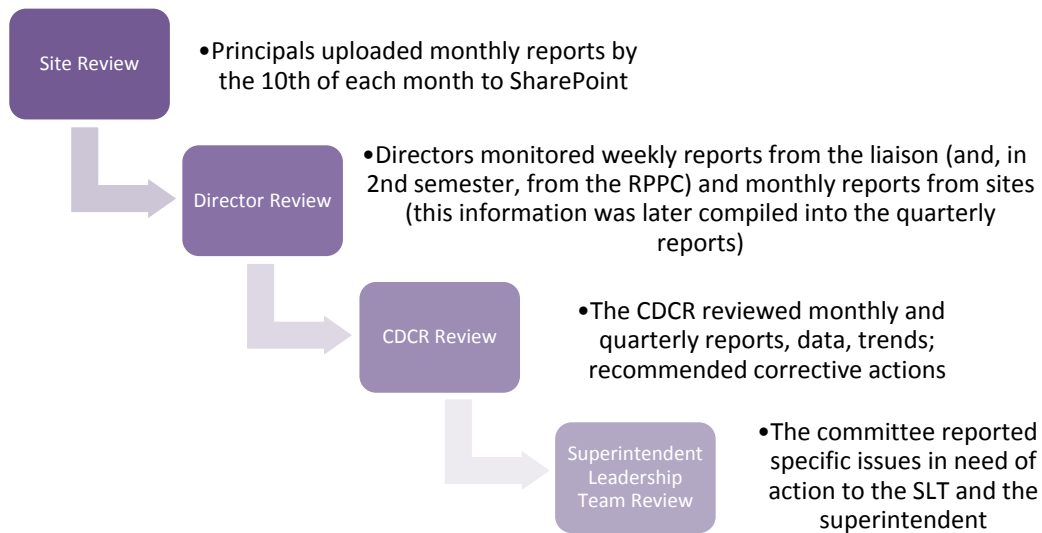 Site Review
•Principals uploaded monthly reports by
the 10th of each month to SharePoint
Director Review
•Directors monitored weekly reports from the liaison (and, in
2nd semester, from the RPPC) and monthly reports from sites
(this information was later compiled into the quarterly
reports)
CDCR Review
•The CDCR reviewed monthly and
quarterly reports, data, trends;
recommended corrective actions
Superintendent
Leadership
Team Review
•The committee reported
specific issues in need of
action to the SLT and the
superintendent